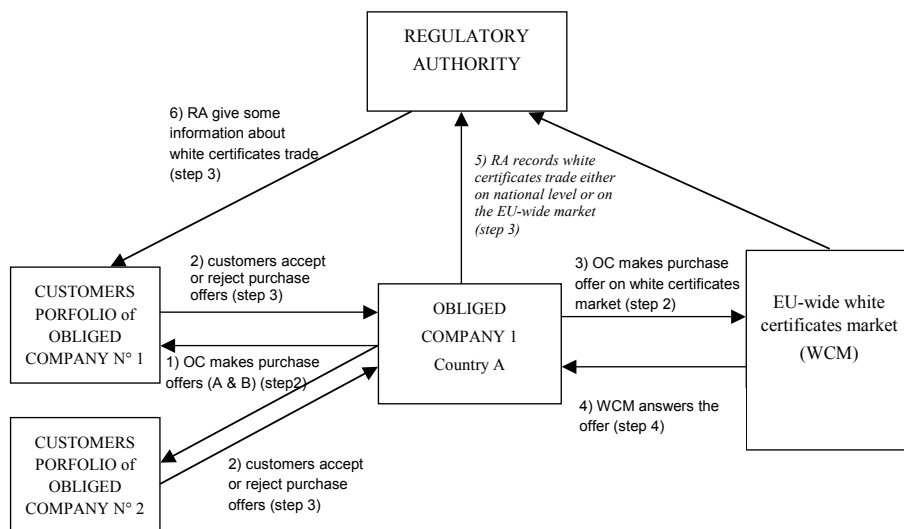 REGULATORY
AUTHORITY
6) RA give some
information about
white certificates trade
(step 3)
5) RA records white
certificates trade either
on national level or on
the EU-wide market
(step 3)
CUSTOMERS
PORFOLIO of
OBLIGED
COMPANY N° 1
2) customers accept
or reject purchase
offers (step 3)
1) OC makes purchase
offers (A & B) (step2)
OBLIGED
COMPANY 1
Country A
3) OC makes purchase
offer on white certificates
market (step 2)
4) WCM answers the
offer (step 4)
EU-wide white
certificates market
(WCM)
CUSTOMERS
PORFOLIO of
OBLIGED
COMPANY N° 2
2) customers accept
or reject purchase
offers (step 3)